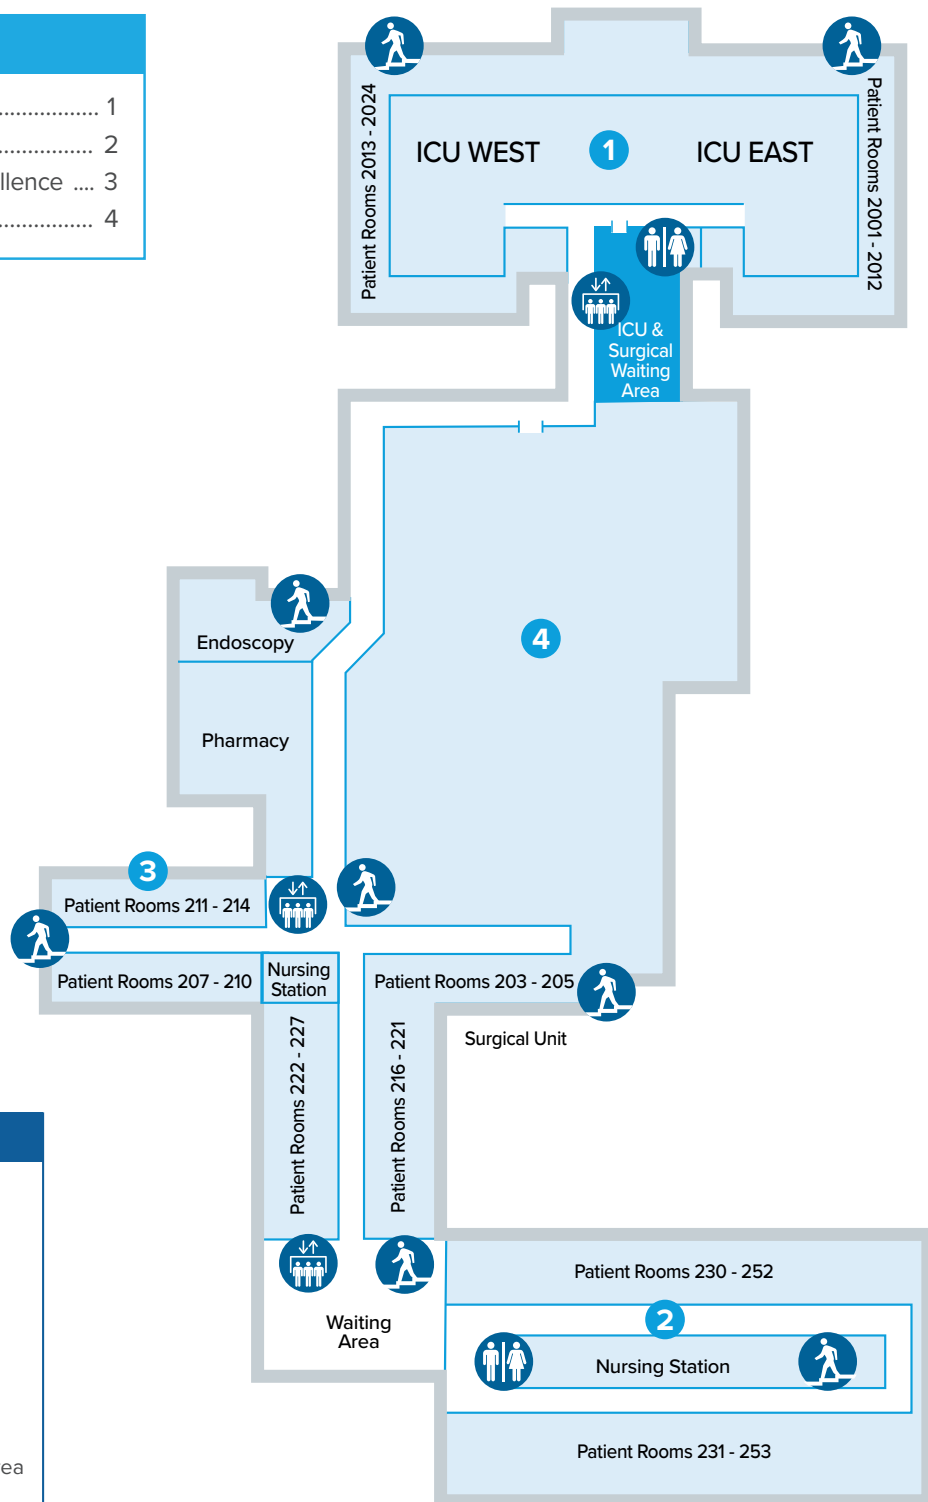 .................. 1
................. 2
llence .... 3
................. 4
Patient Rooms 2013 - 2024
ICU WEST
1
ICU EAST
Patient Rooms 2001 - 2012
ICU &
Surgical
Waiting
Area
Endoscopy
4
Pharmacy
3
Patient Rooms 211 - 214
Patient Rooms 207 - 210
Nursing
Station
Patient Rooms 203 - 205
Surgical Unit
Patient Rooms 222 - 227
Patient Rooms 216 - 221
Patient Rooms 230 - 252
Waiting
Area
2
Nursing Station
Patient Rooms 231 - 253
rea